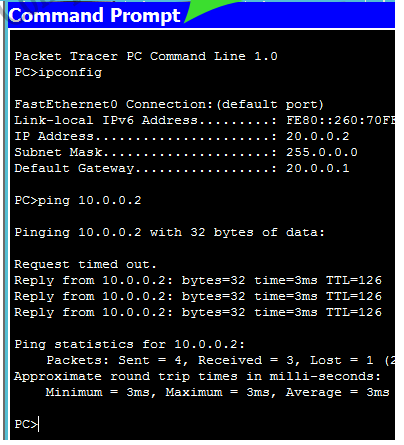 Command Prompt
Packet Tracer PC Command Line 1.0
PC>ipconfig
FastEthernet0 Connection:(default port)
Link-local IPv6 Address.........: FE80::260:70FE
IP Address......................: 20.0.0.2
Subnet Mask.....................: 255.0.0.0
Default Gateway.................: 20.0.0.1
PC>ping 10.0.0.2
Pinging 10.0.0.2 with 32 bytes of data:
Request timed out.
Reply from 10.0.0.2: bytes=32 time=3ms TTL=126
Reply from 10.0.0.2: bytes=32 time=3ms TTL=126
Reply from 10.0.0.2: bytes=32 time=3ms TTL=126
Ping statistics for 10.0.0.2:
Packets: Sent = 4, Received = 3, Lost = 1 (2
Approximate round trip times in milli-seconds:
Minimum = 3ms, Maximum = 3ms, Average = 3ms
PC>